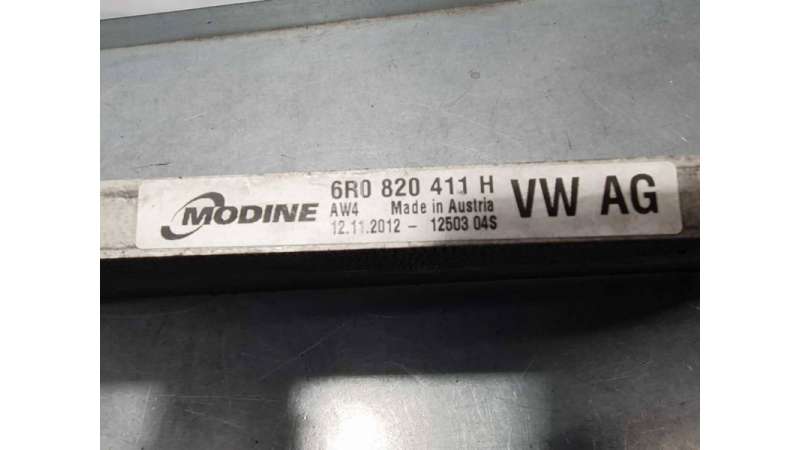 MODINE
6R0 820 411 H
AW4 Made in Austria
12.11.2012 - 12503 04S
VW AG